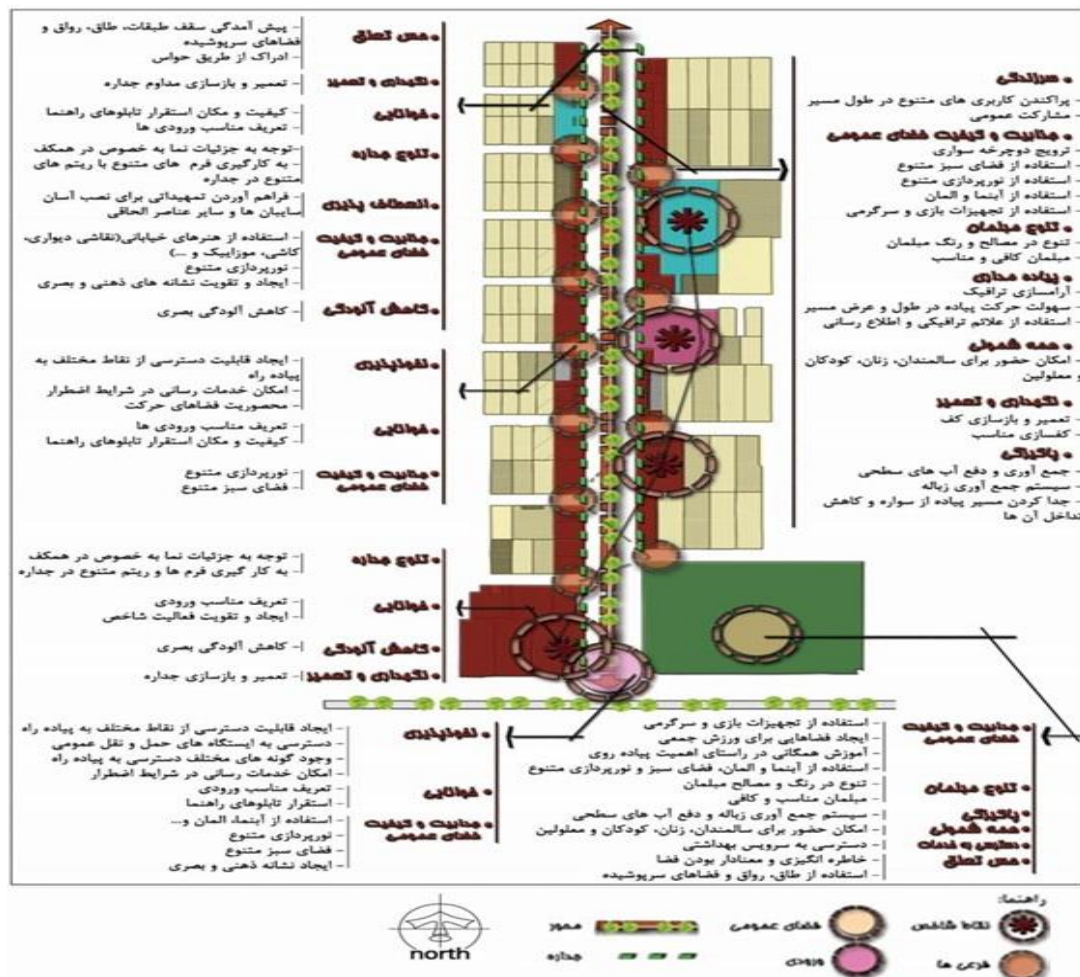 حس تعلق
- پیش آمدگی سقف طبقات، طاق، رواق و
فضاهای سرپوشیده
- ادراک از طریق حواس
نگهداری و تعمیر
- تعمیر و بازسازی مداوم جداره
خوانایی
- کیفیت و مکان استقرار تابلوهای راهنما
- تعریف مناسب ورودی ها
تنوع جداره
- توجه به جزئیات نما به خصوص در همکف
- به کارگیری فرم های متنوع با ریتم های
متنوع در جداره
انعطاف پذیری
- فراهم آوردن تمهیداتی برای نصب آسان
سایبان ها و سایر عناصر الحاقی
جذابیت و کیفیت
فضای عمومی
- استفاده از هنرهای خیابانی(نقاشی دیواری،
کاشی، موزاییک و ...)
- نورپردازی متنوع
- ایجاد و تقویت نشانه های ذهنی و بصری
کاهش آلودگی
- کاهش آلودگی بصری
نفوذپذیری
- ایجاد قابلیت دسترسی از نقاط مختلف به
پیاده راه
- امکان خدمات رسانی در شرایط اضطرار
- محصوریت فضاهای حرکت
خوانایی
- تعریف مناسب ورودی ها
- کیفیت و مکان استقرار تابلوهای راهنما
جذابیت و کیفیت
فضای عمومی
- نورپردازی متنوع
- فضای سبز متنوع
تنوع جداره
- توجه به جزئیات نما به خصوص در همکف
- به کار گیری فرم ها و ریتم متنوع در جداره
خوانایی
- تعریف مناسب ورودی
- ایجاد و تقویت فعالیت شاخص
کاهش آلودگی
- کاهش آلودگی بصری
نگهداری و تعمیر
- تعمیر و بازسازی جداره
سرزندگی
- پراکندن کاربری های متنوع در طول مسیر
- مشارکت عمومی
جذابیت و کیفیت فضای عمومی
- ترویج دوچرخه سواری
- استفاده از فضای سبز متنوع
- استفاده از نورپردازی متنوع
- استفاده از آبنما و المان
- استفاده از تجهیزات بازی و سرگرمی
تنوع مبلمان
- تنوع در مصالح و رنگ مبلمان
- مبلمان کافی و مناسب
پیاده مداری
- آرامسازی ترافیک
- سهولت حرکت پیاده در طول و عرض مسیر
- استفاده از علائم ترافیکی و اطلاع رسانی
همه شمولی
- امکان حضور برای سالمندان، زنان، کودکان
و معلولین
نگهداری و تعمیر
- تعمیر و بازسازی کف
- کفسازی مناسب
پاکیزگی
- جمع آوری و دفع آب های سطحی
- سیستم جمع آوری زباله
- جدا کردن مسیر پیاده از سواره و کاهش
تداخل آن ها
جذابیت و کیفیت
فضای عمومی
- استفاده از تجهیزات بازی و سرگرمی
- ایجاد فضاهایی برای ورزش جمعی
- آموزش همگانی در راستای اهمیت پیاده روی
- استفاده از آبنما و المان، فضای سبز و نورپردازی متنوع
تنوع مبلمان
- تنوع در رنگ و مصالح مبلمان
- مبلمان مناسب و کافی
پاکیزگی
- سیستم جمع آوری زباله و دفع آب های سطحی
همه شمولی
- امکان حضور برای سالمندان، زنان، کودکان و معلولین
دسترسی به خدمات
- دسترسی به سرویس بهداشتی
حس تعلق
- خاطره انگیزی و معنادار بودن فضا
- استفاده از طاق، رواق و فضاهای سرپوشیده
نفوذپذیری
- ایجاد قابلیت دسترسی از نقاط مختلف به پیاده راه
- دسترسی به ایستگاه های حمل و نقل عمومی
- وجود گونه های مختلف دسترسی به پیاده راه
- امکان خدمات رسانی در شرایط اضطرار
خوانایی
- تعریف مناسب ورودی
- استقرار تابلوهای راهنما
جذابیت و کیفیت
فضای عمومی
- استفاده از آبنما، المان و...
- نورپردازی متنوع
- فضای سبز متنوع
- ایجاد نشانه ذهنی و بصری
راهنما:
نقاط شاخص
فضای عمومی
محور
فرعی ها
ورودی
جداره
north